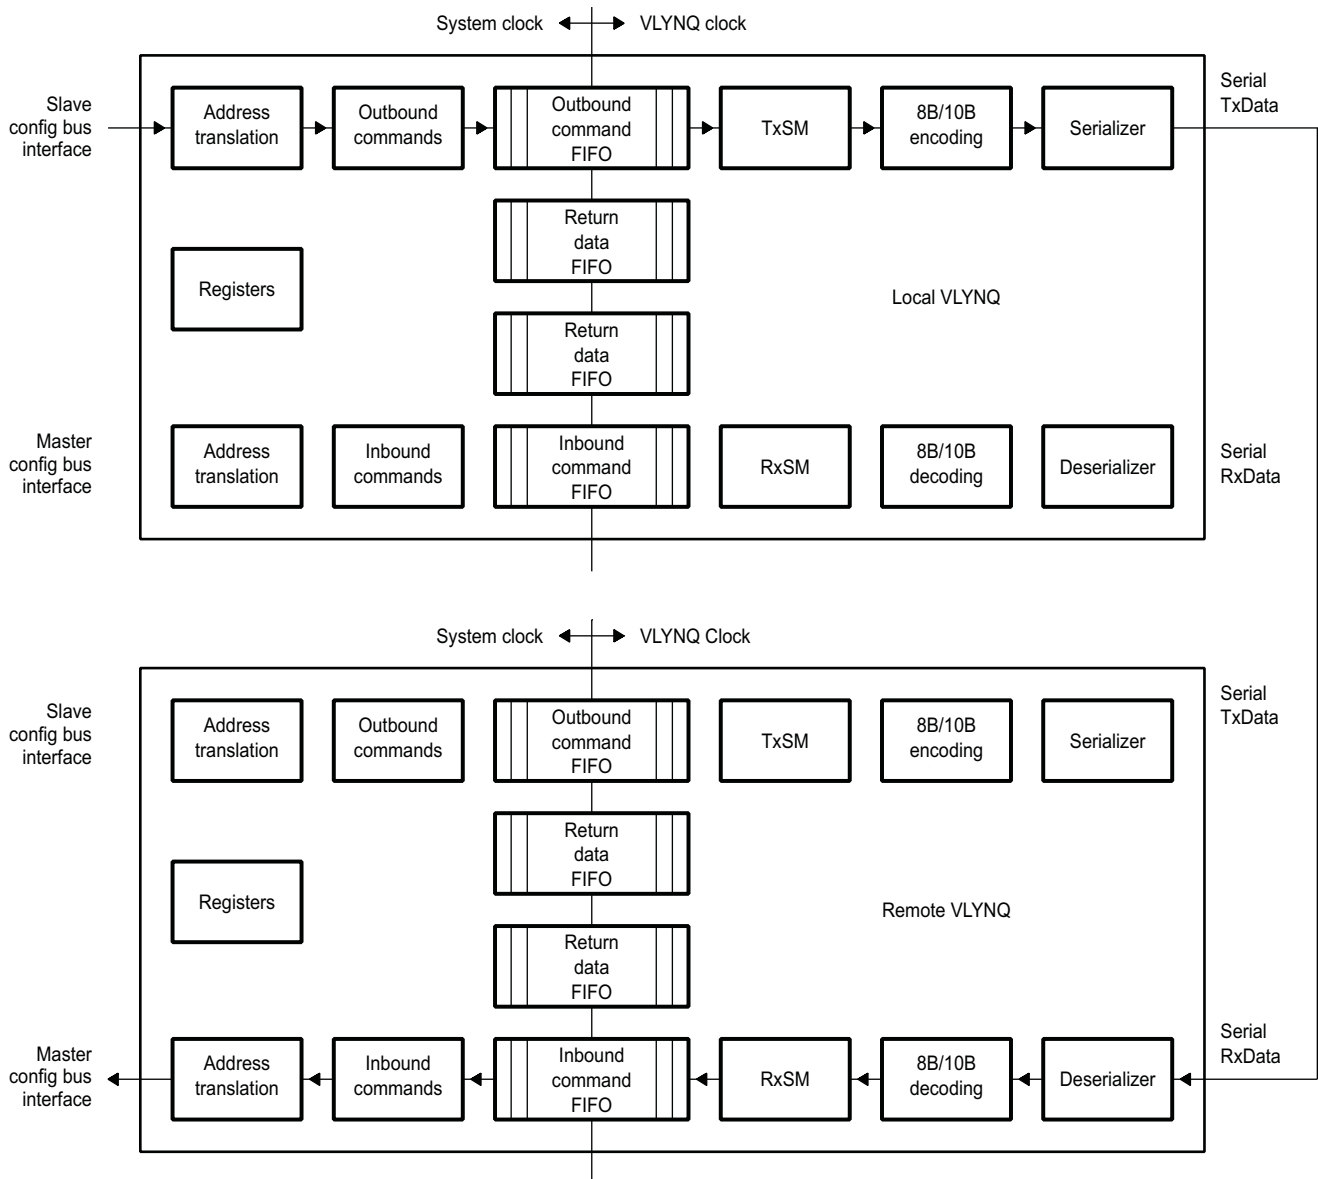 System clock
VLYNQ clock
Slave
config bus
interface
Address
translation
Outbound
commands
Outbound
command
FIFO
TxSM
8B/10B
encoding
Serializer
Serial
TxData
Return
data
FIFO
Registers
Local VLYNQ
Return
data
FIFO
Master
config bus
interface
Address
translation
Inbound
commands
Inbound
command
FIFO
RxSM
8B/10B
decoding
Deserializer
Serial
RxData
System clock
VLYNQ Clock
Slave
config bus
interface
Address
translation
Outbound
commands
Outbound
command
FIFO
TxSM
8B/10B
encoding
Serializer
Serial
TxData
Return
data
FIFO
Registers
Remote VLYNQ
Return
data
FIFO
Master
config bus
interface
Address
translation
Inbound
commands
Inbound
command
FIFO
RxSM
8B/10B
decoding
Deserializer
Serial
RxData